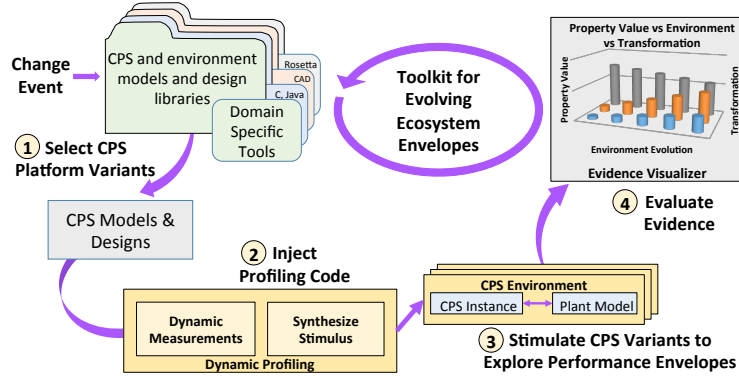 Change
Event
CPS and environment
models and design
libraries
Rosetta
CAD
C, Java
Domain
Specific
Tools
Toolkit for
Evolving
Ecosystem
Envelopes
Property Value vs Environment
vs Transformation
Property Value
Transformation
Environment Evolution
Evidence Visualizer
1 Select CPS
Platform Variants
CPS Models &
Designs
2 Inject
Profiling Code
Dynamic
Measurements
Synthesize
Stimulus
Dynamic Profiling
CPS Environment
CPS Instance
Plant Model
3 Stimulate CPS Variants to
Explore Performance Envelopes
4 Evaluate
Evidence